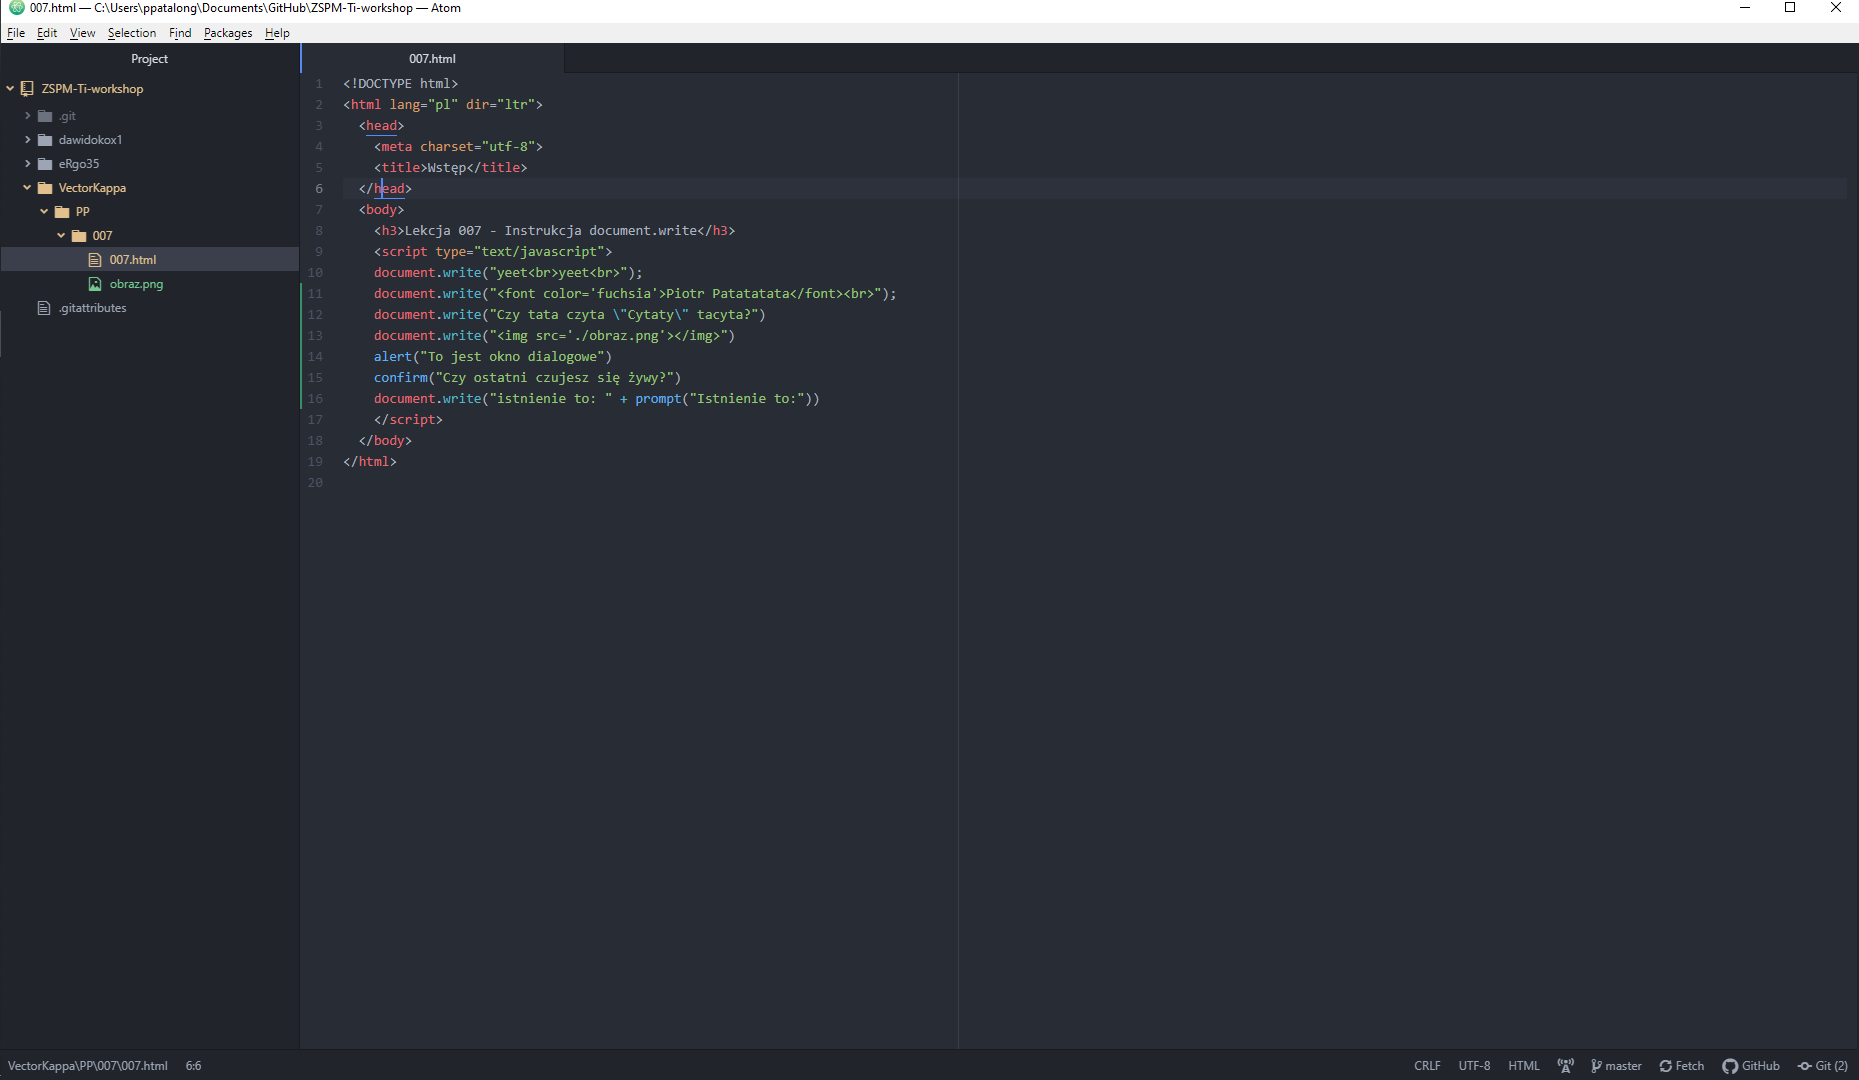 007.html — C:\Users\ppatalong\Documents\GitHub\ZSPM-Ti-workshop — Atom
File Edit View Selection Find Packages Help
Project
007.html
ZSPM-Ti-workshop
.git
dawidokox1
eRgo35
VectorKappa
PP
007
007.html
obraz.png
.gitattributes
1 <!DOCTYPE html>
2 <html lang="pl" dir="ltr">
3 <head>
4 <meta charset="utf-8">
5 <title>Wstęp</title>
6 </head>
7 <body>
8 <h3>Lekcja 007 - Instrukcja document.write</h3>
9 <script type="text/javascript">
10 document.write("yeet<br>yeet<br>");
11 document.write("<font color='fuchsia'>Piotr Patatatata</font><br>");
12 document.write("Czy tata czyta \"Cytaty\" tacyta?")
13 document.write("<img src='./obraz.png'></img>")
14 alert("To jest okno dialogowe")
15 confirm("Czy ostatni czujesz się żywy?")
16 document.write("istnienie to: " + prompt("Istnienie to:"))
17 </script>
18 </body>
19 </html>
20
VectorKappa\PP\007\007.html 6:6 CRLF UTF-8 HTML master Fetch GitHub Git (2)